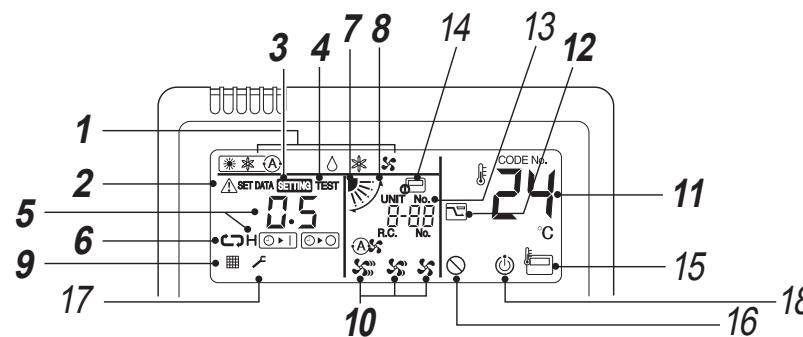 3 4 7 8 14 13 12
1
CODE No.
A
2 SET DATA SETTING TEST
UNIT No.
24 11
5 0.5
8-88
°C
R.C. No.
6 H
A
9
15
17 10 16 18